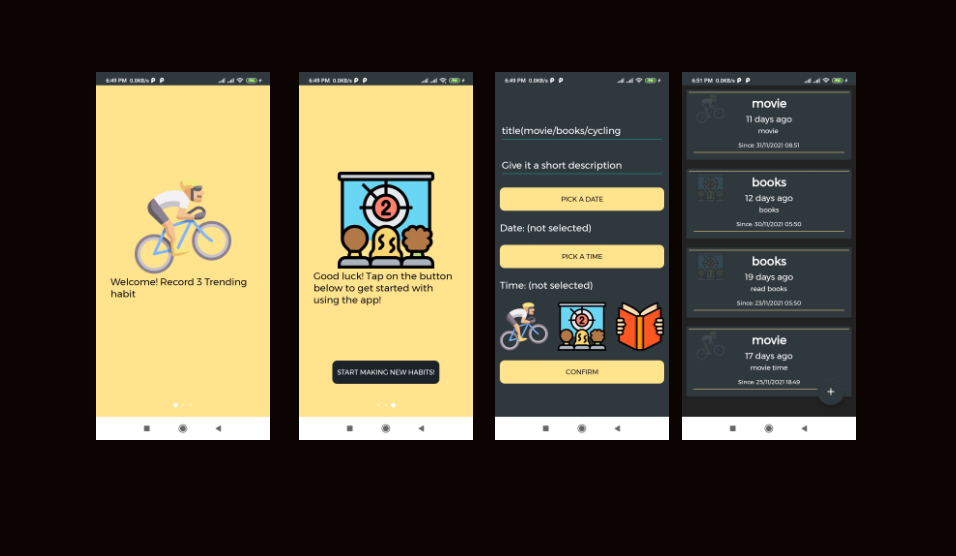 6:49 PM 0.0KB/s
Welcome! Record 3 Trending
habit
6:49 PM 0.0KB/s
2
Good luck! Tap on the button
below to get started with
using the app!
START MAKING NEW HABITS!
6:49 PM 0.0KB/s
title(movie/books/cycling
Give it a short description
PICK A DATE
Date: (not selected)
PICK A TIME
Time: (not selected)
2
CONFIRM
6:51 PM 0.0KB/s
movie
11 days ago
movie
Since: 31/11/2021 08:51
books
12 days ago
books
Since: 30/11/2021 05:50
books
19 days ago
read books
Since: 23/11/2021 05:50
movie
17 days ago
movie time
Since: 25/11/2021 18:49
+